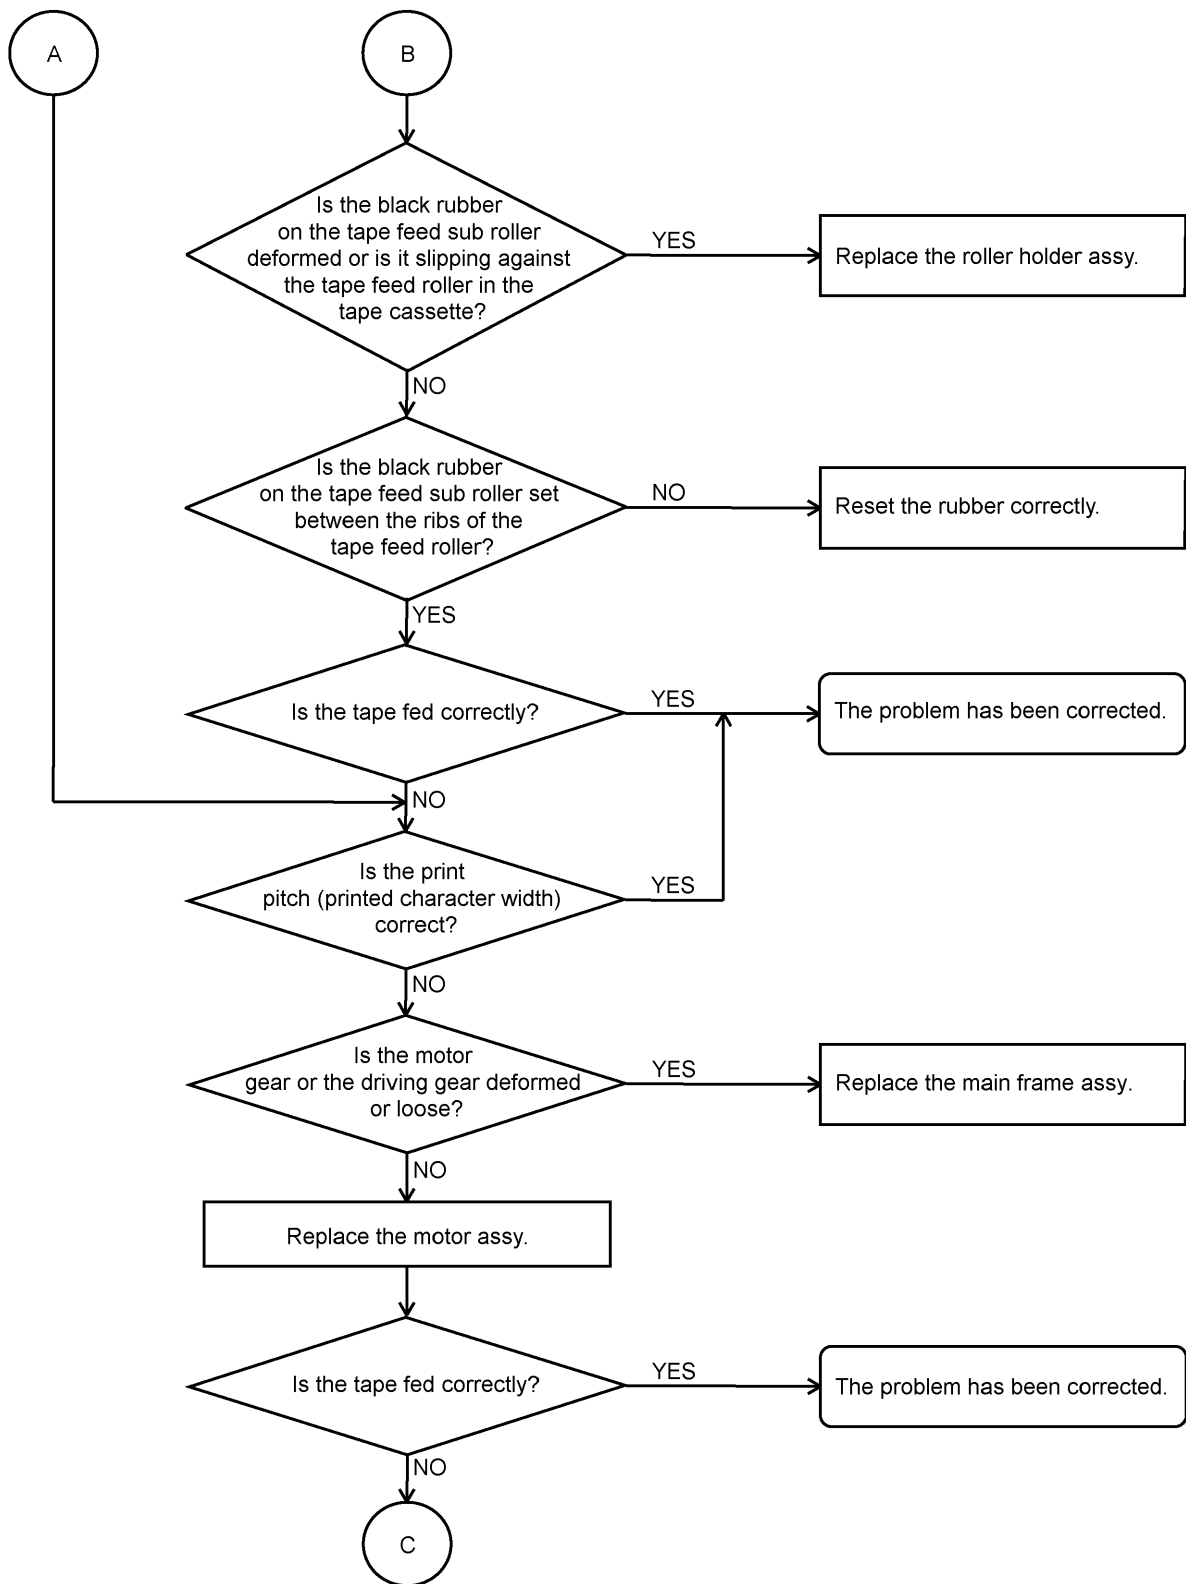 A
B
Is the black rubber
on the tape feed sub roller
deformed or is it slipping against
the tape feed roller in the
tape cassette?
YES
Replace the roller holder assy.
NO
Is the black rubber
on the tape feed sub roller set
between the ribs of the
tape feed roller?
NO
Reset the rubber correctly.
YES
Is the tape fed correctly?
YES
The problem has been corrected.
NO
Is the print
pitch (printed character width)
correct?
YES
NO
Is the motor
gear or the driving gear deformed
or loose?
YES
Replace the main frame assy.
NO
Replace the motor assy.
Is the tape fed correctly?
YES
The problem has been corrected.
NO
C